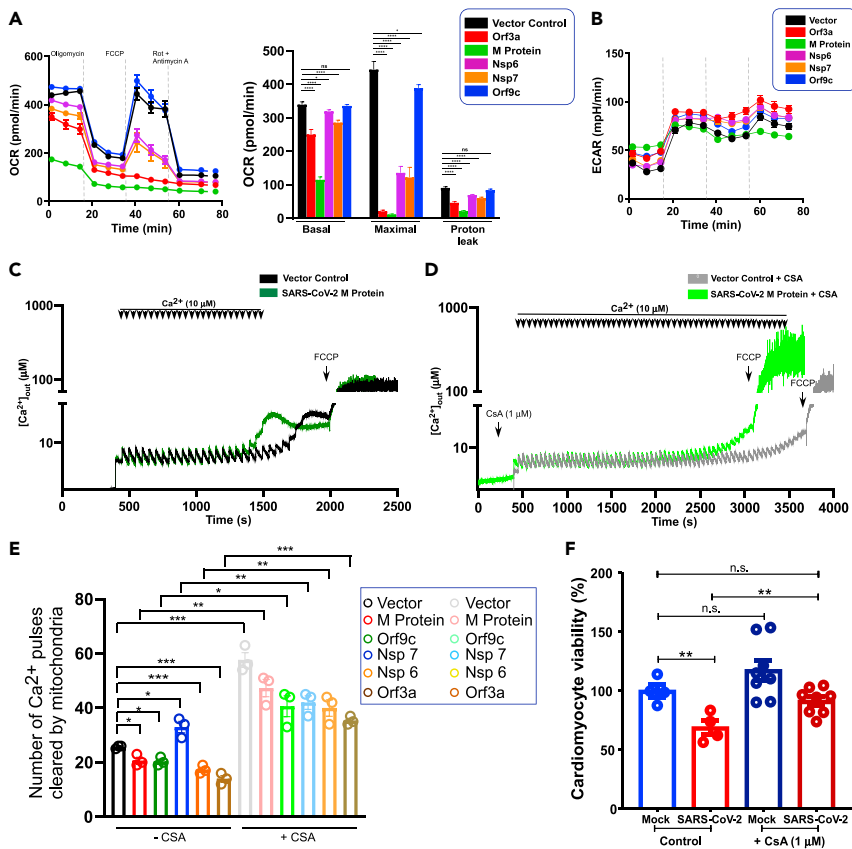 A
Oligomycin
FCCP
Rot +
Antimycin A
OCR (pmol/min)
600
400
200
0
0 20 40 60 80
Time (min)
OCR (pmol/min)
500
400
300
200
100
0
ns
****
*
****
****
*
****
****
****
****
ns
****
****
****
****
Basal
Maximal
Proton leak
Vector Control
Orf3a
M Protein
Nsp6
Nsp7
Orf9c
B
Vector
Orf3a
M Protein
Nsp6
Nsp7
Orf9c
ECAR (mpH/min)
200
150
100
50
0
0 20 40 60 80
Time (min)
C
Vector Control
SARS-CoV-2 M Protein
Ca²⁺ (10 μM)
FCCP
[Ca²⁺]out (μM)
1000
100
10
0 500 1000 1500 2000 2500
Time (s)
D
Vector Control + CSA
SARS-CoV-2 M Protein + CSA
Ca²⁺ (10 μM)
FCCP
FCCP
CsA (1 μM)
[Ca²⁺]out (μM)
1000
100
10
0 500 1000 1500 2000 2500 3000 3500 4000
Time (s)
E
***
**
*
**
**
***
***
***
*
*
*
Number of Ca²⁺ pulses
cleared by mitochondria
80
60
40
20
0
- CSA
+ CSA
Vector Vector
M Protein M Protein
Orf9c Orf9c
Nsp 7 Nsp 7
Nsp 6 Nsp 6
Orf3a Orf3a
F
n.s.
**
n.s.
**
Cardiomyocyte viability (%)
200
150
100
50
0
Mock SARS-CoV-2 Mock SARS-CoV-2
Control + CsA (1 μM)